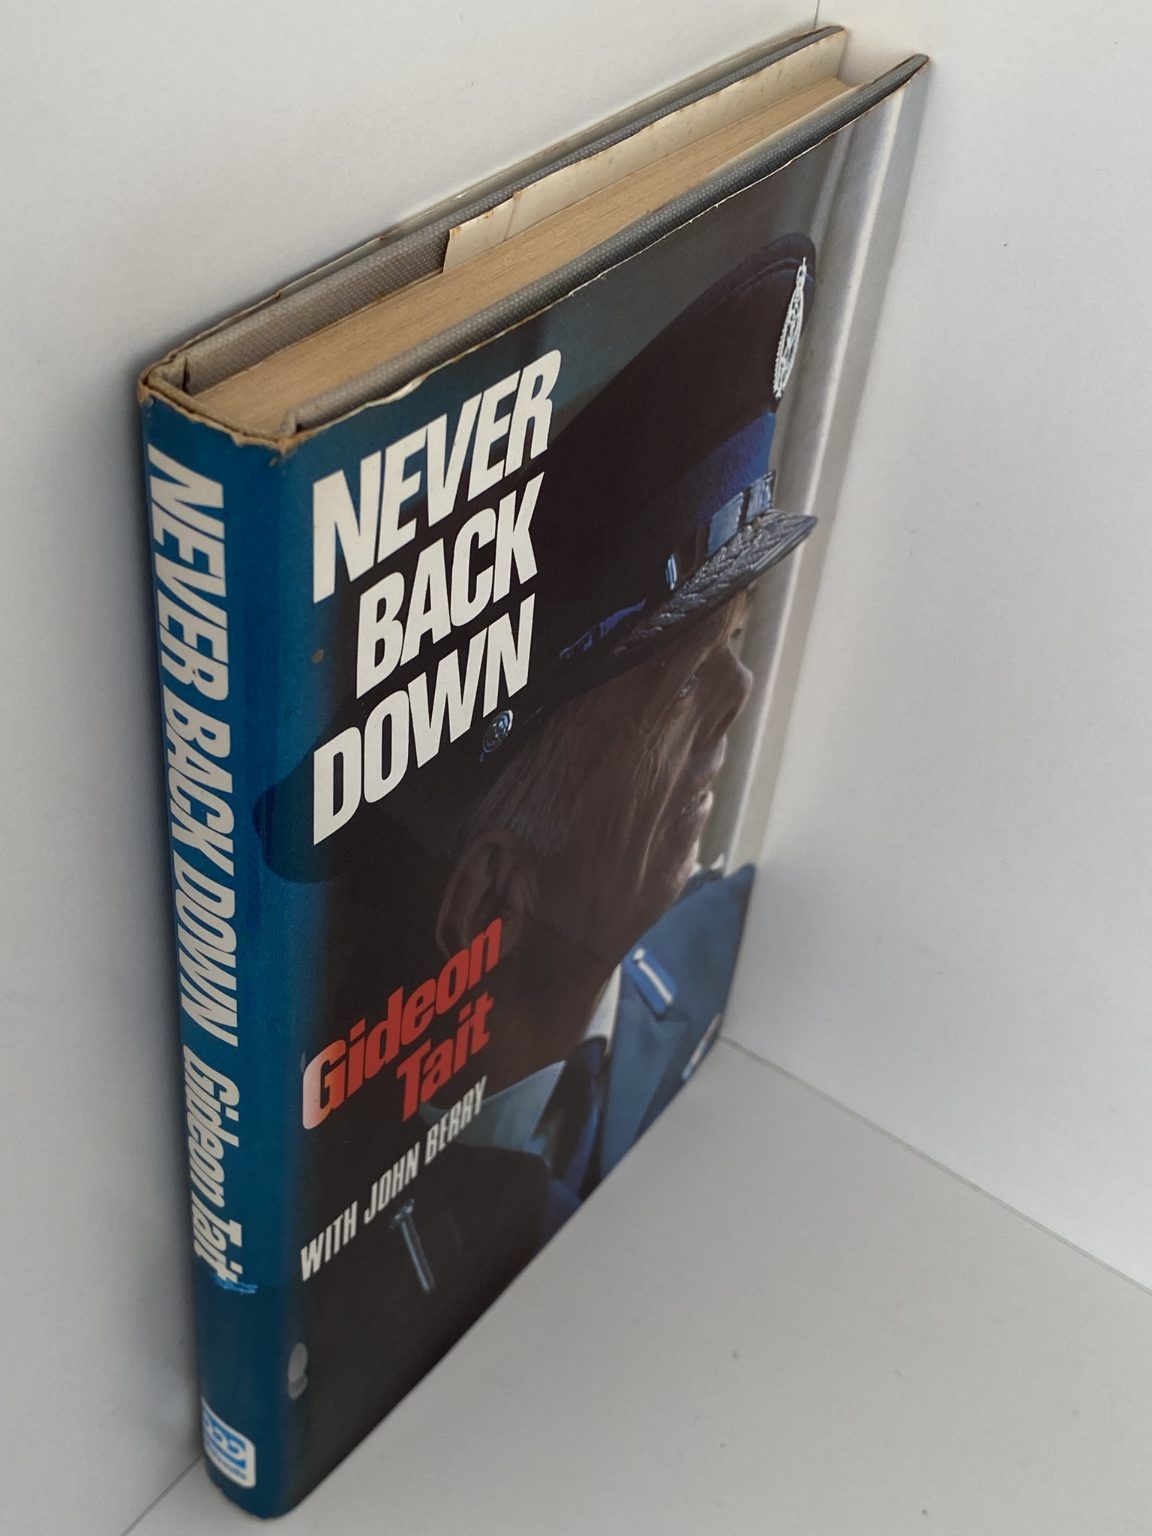 NEVER BACK DOWN Gideon Tait
NEVER
BACK
DOWN
Gideon
Tait
WITH JOHN BERRY